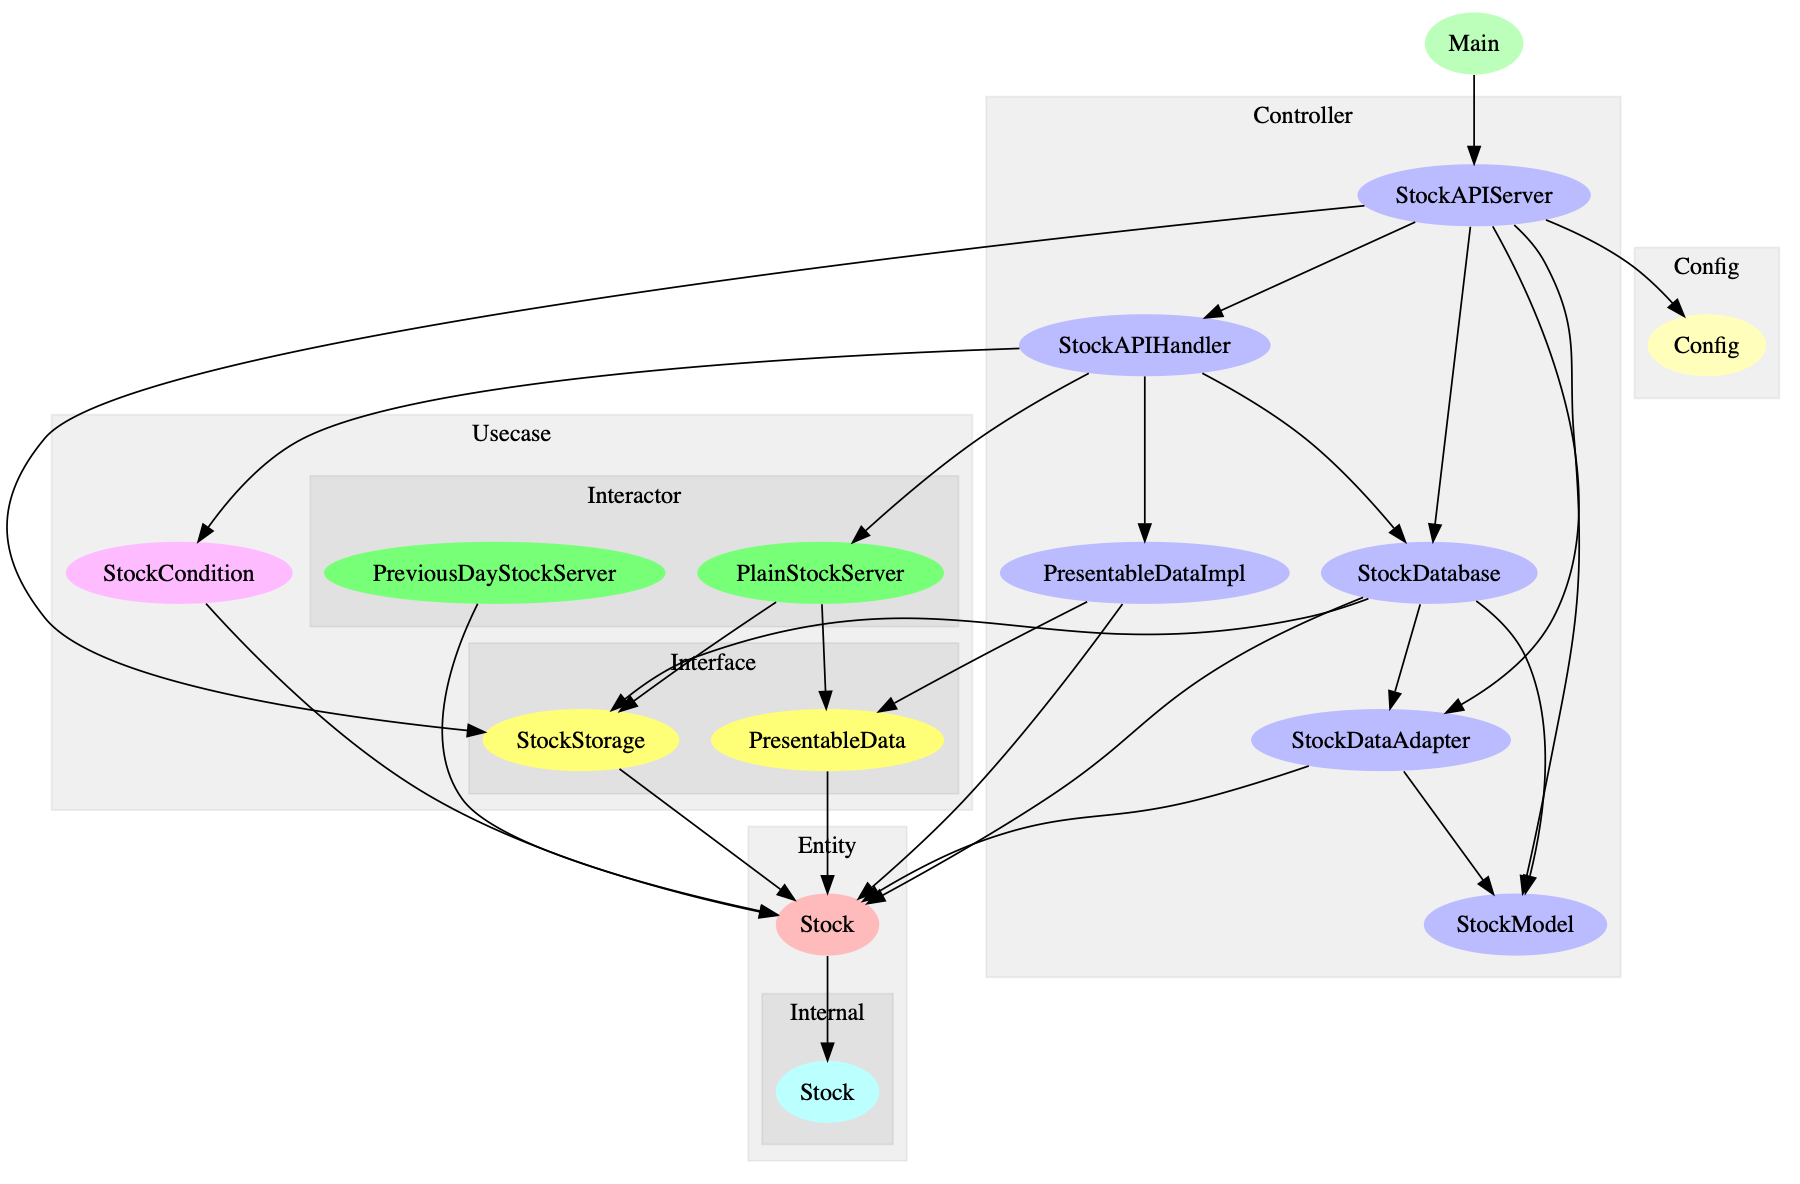 Main
Controller
StockAPIServer
Config
StockAPIHandler
Config
Usecase
Interactor
StockCondition
PreviousDayStockServer
PlainStockServer
PresentableDataImpl
StockDatabase
Interface
StockStorage
PresentableData
StockDataAdapter
Entity
Stock
StockModel
Internal
Stock